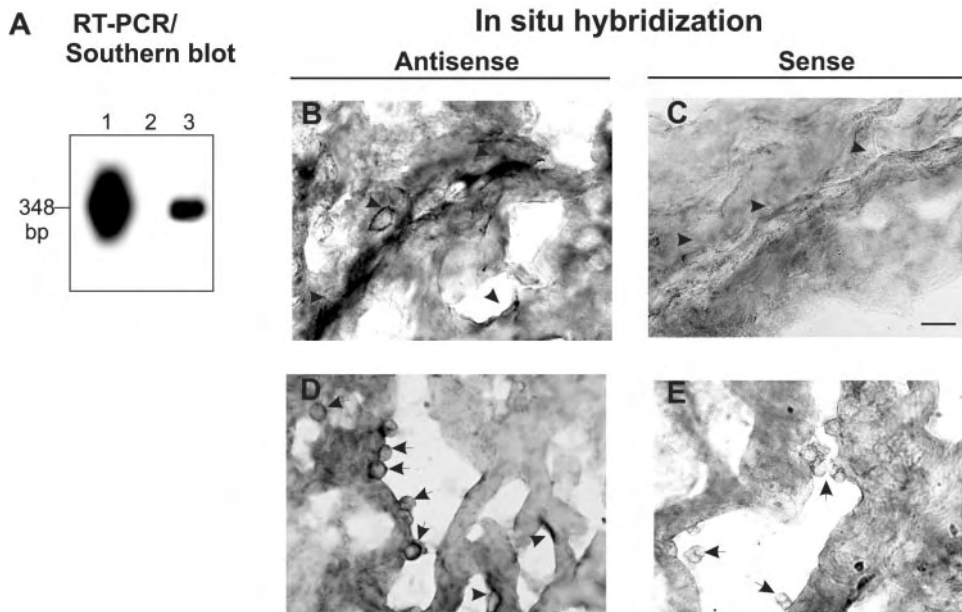 A
RT-PCR/
Southern blot
1 2 3
348
bp
In situ hybridization
Antisense
Sense
B
C
D
E